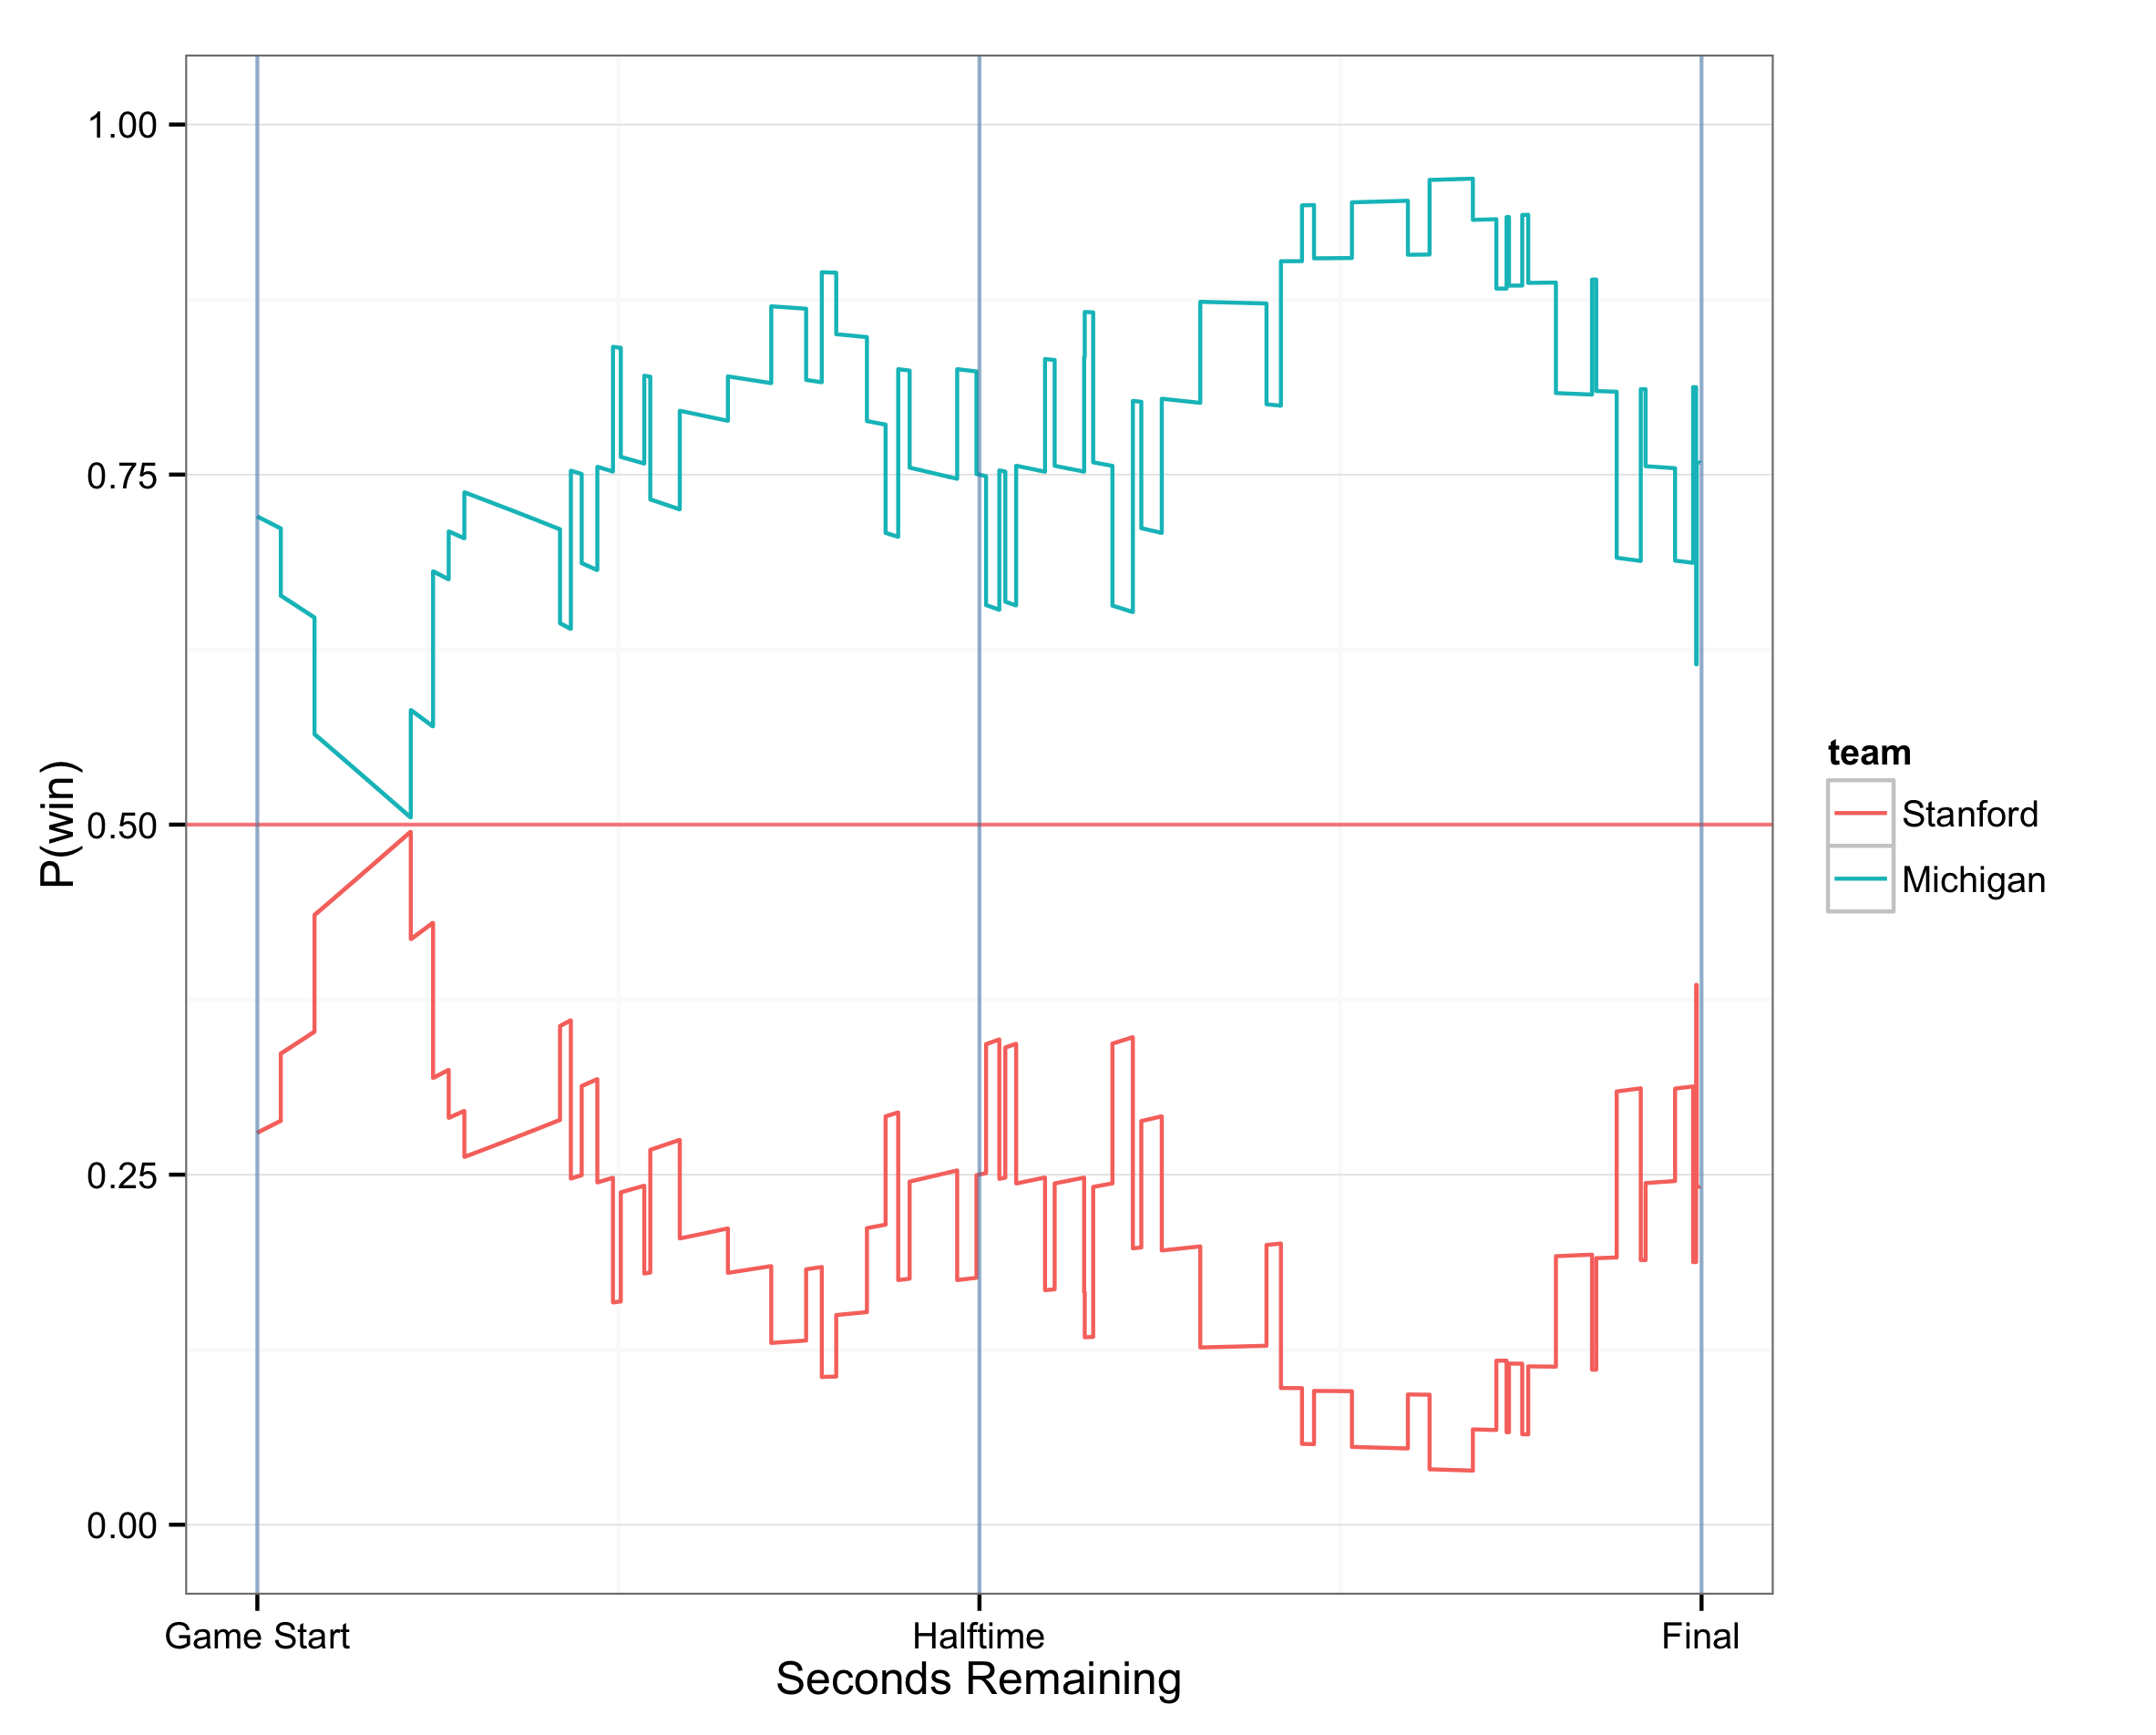 1.00
0.75
0.50
0.25
0.00
P(win)
Game Start
Halftime
Final
Seconds Remaining
team
Stanford
Michigan